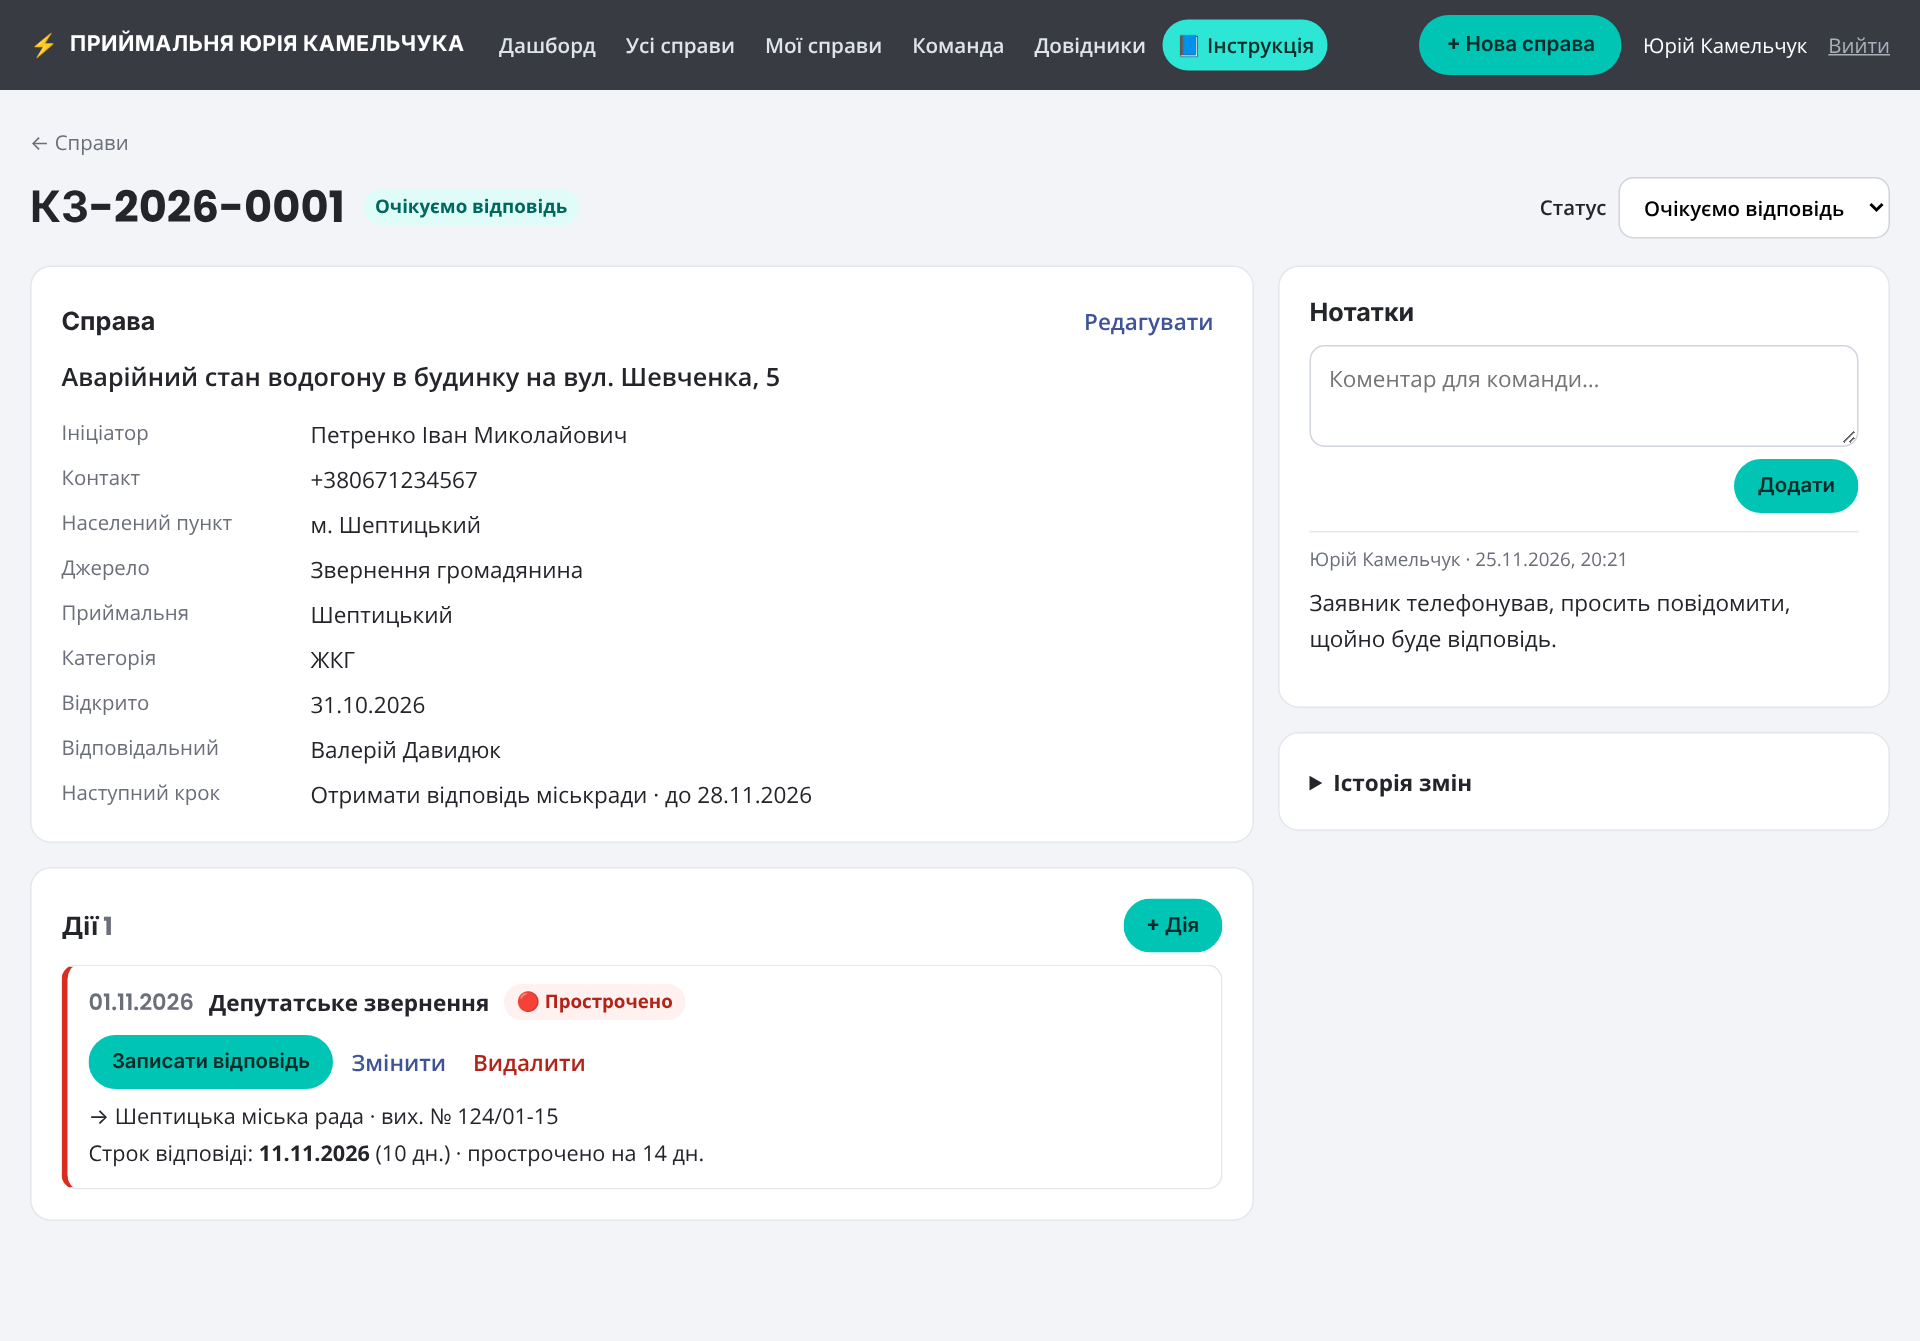 ⚡ ПРИЙМАЛЬНЯ ЮРІЯ КАМЕЛЬЧУКА Дашборд Усі справи Мої справи Команда Довідники 📘 Інструкція + Нова справа Юрій Камельчук Вийти
← Справи
КЗ-2026-0001 Очікуємо відповідь
Статус Очікуємо відповідь
Справа Редагувати
Аварійний стан водогону в будинку на вул. Шевченка, 5
Ініціатор Петренко Іван Миколайович
Контакт +380671234567
Населений пункт м. Шептицький
Джерело Звернення громадянина
Приймальня Шептицький
Категорія ЖКГ
Відкрито 31.10.2026
Відповідальний Валерій Давидюк
Наступний крок Отримати відповідь міськради · до 28.11.2026
Дії 1 + Дія
01.11.2026 Депутатське звернення 🔴 Прострочено
Записати відповідь Змінити Видалити
→ Шептицька міська рада · вих. № 124/01-15
Строк відповіді: 11.11.2026 (10 дн.) · прострочено на 14 дн.
Нотатки
Коментар для команди...
Додати
Юрій Камельчук · 25.11.2026, 20:21
Заявник телефонував, просить повідомити,
щойно буде відповідь.
▶ Історія змін